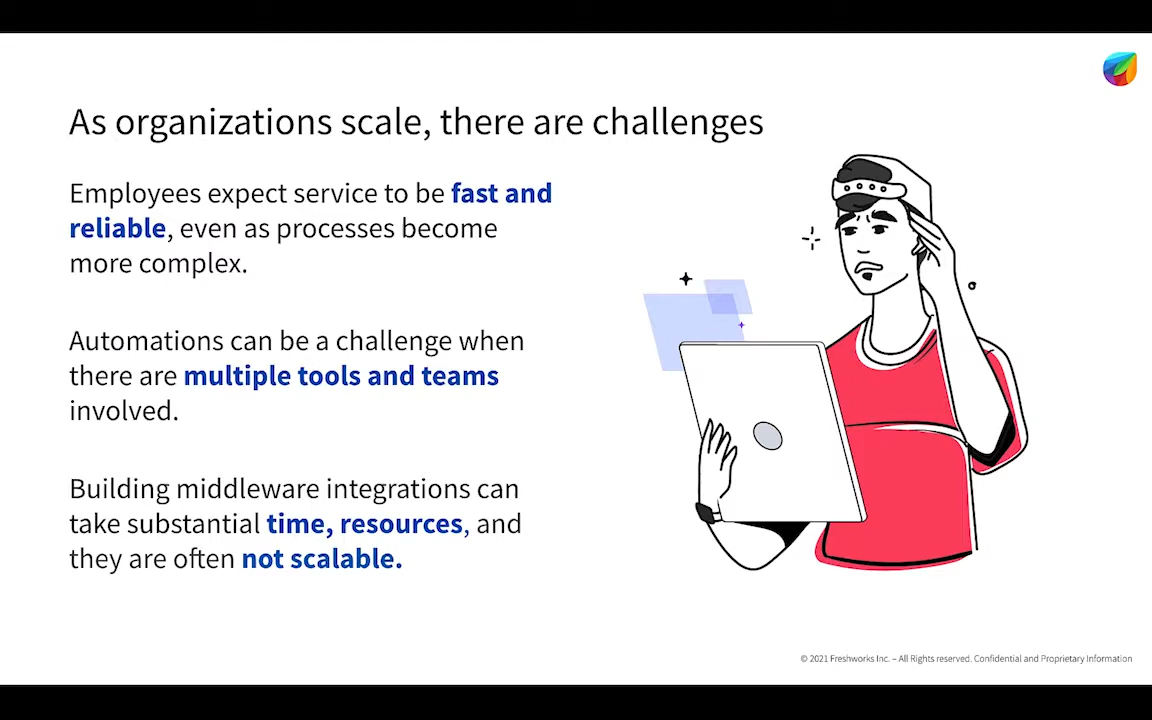 As organizations scale, there are challenges
Employees expect service to be fast and
reliable, even as processes become
more complex.
Automations can be a challenge when
there are multiple tools and teams
involved.
Building middleware integrations can
take substantial time, resources, and
they are often not scalable.
© 2021 Freshworks Inc. – All Rights reserved. Confidential and Proprietary Information